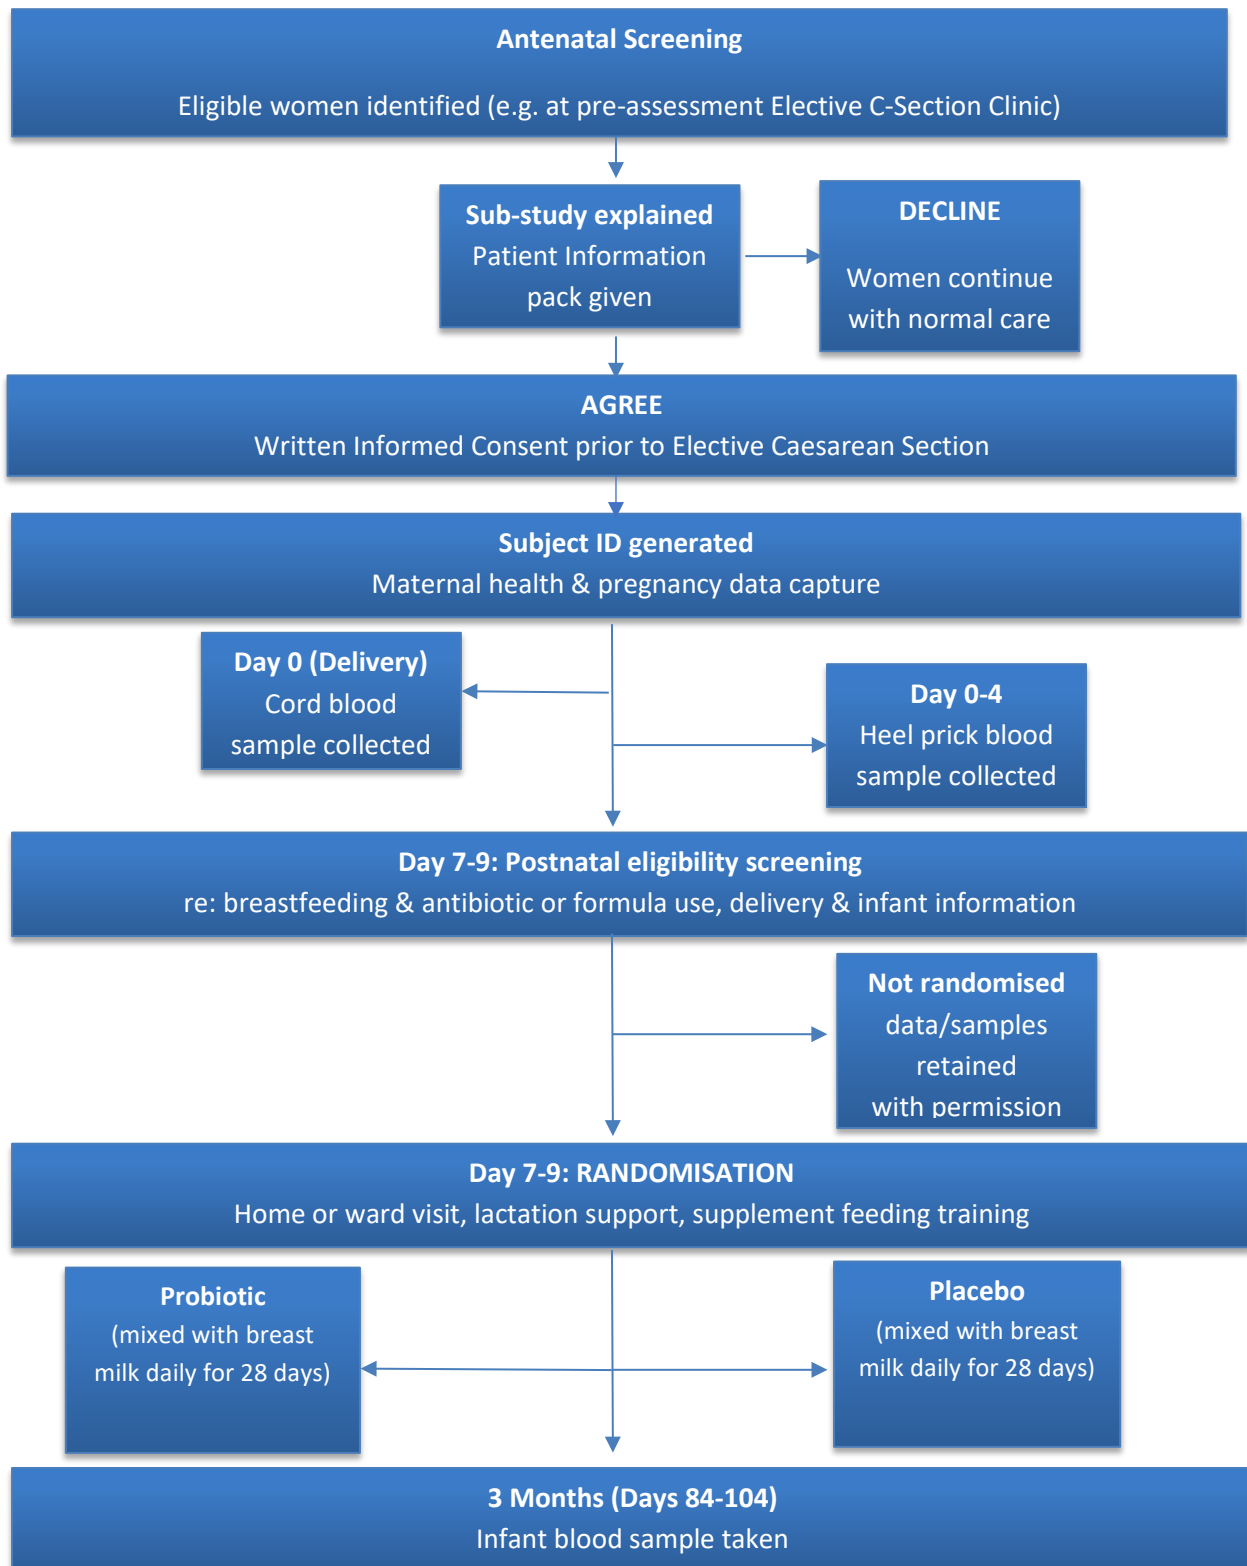 Antenatal Screening
Eligible women identified (e.g. at pre-assessment Elective C-Section Clinic)
Sub-study explained
Patient Information
pack given
DECLINE
Women continue
with normal care
AGREE
Written Informed Consent prior to Elective Caesarean Section
Subject ID generated
Maternal health & pregnancy data capture
Day 0 (Delivery)
Cord blood
sample collected
Day 0-4
Heel prick blood
sample collected
Day 7-9: Postnatal eligibility screening
re: breastfeeding & antibiotic or formula use, delivery & infant information
Not randomised
data/samples
retained
with permission
Day 7-9: RANDOMISATION
Home or ward visit, lactation support, supplement feeding training
Probiotic
(mixed with breast
milk daily for 28 days)
Placebo
(mixed with breast
milk daily for 28 days)
3 Months (Days 84-104)
Infant blood sample taken